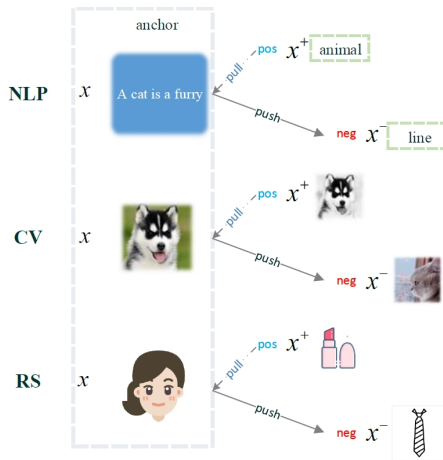 anchor
NLP
x
A cat is a furry
pull
pos
x⁺
animal
push
neg
x⁻
line
CV
x
pull
pos
x⁺
push
neg
x⁻
RS
x
pull
pos
x⁺
push
neg
x⁻